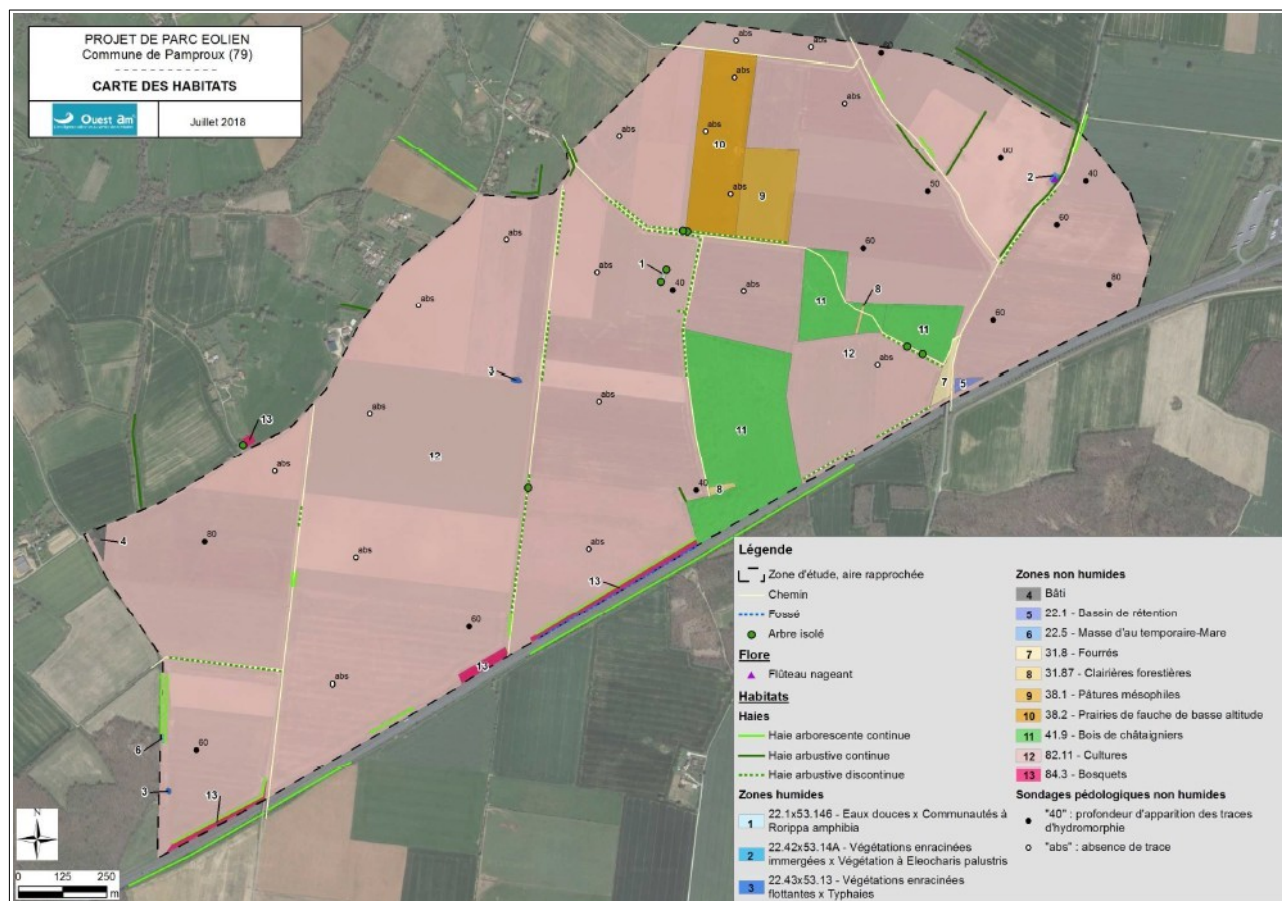 PROJET DE PARC EOLIEN
Commune de Pamproux (79)
CARTE DES HABITATS
Ouest am'
Juillet 2018
abs
abs
40
abs
abs
abs
abs
10
abs
9
60
50
2
40
60
abs
abs
1
40
abs
60
80
60
8
11
11
12
abs
7
5
abs
3
abs
abs
12
13
abs
11
40
8
4
80
abs
abs
13
60
13
abs
6
60
3
13
N
0 125 250
m
Légende
Zone d'étude, aire rapprochée
Chemin
Fossé
Arbre isolé
Flore
Flûteau nageant
Habitats
Haies
Haie arborescente continue
Haie arbustive continue
Haie arbustive discontinue
Zones humides
1 22.1x53.146 - Eaux douces x Communautés à
Rorippa amphibia
2 22.42x53.14A - Végétations enracinées
immergées x Végétation à Eleocharis palustris
3 22.43x53.13 - Végétations enracinées
flottantes x Typhaies
Zones non humides
4 Bâti
5 22.1 - Bassin de rétention
6 22.5 - Masse d'au temporaire-Mare
7 31.8 - Fourrés
8 31.87 - Clairières forestières
9 38.1 - Pâtures mésophiles
10 38.2 - Prairies de fauche de basse altitude
11 41.9 - Bois de châtaigniers
12 82.11 - Cultures
13 84.3 - Bosquets
Sondages pédologiques non humides
"40" : profondeur d'apparition des traces
d'hydromorphie
"abs" : absence de trace